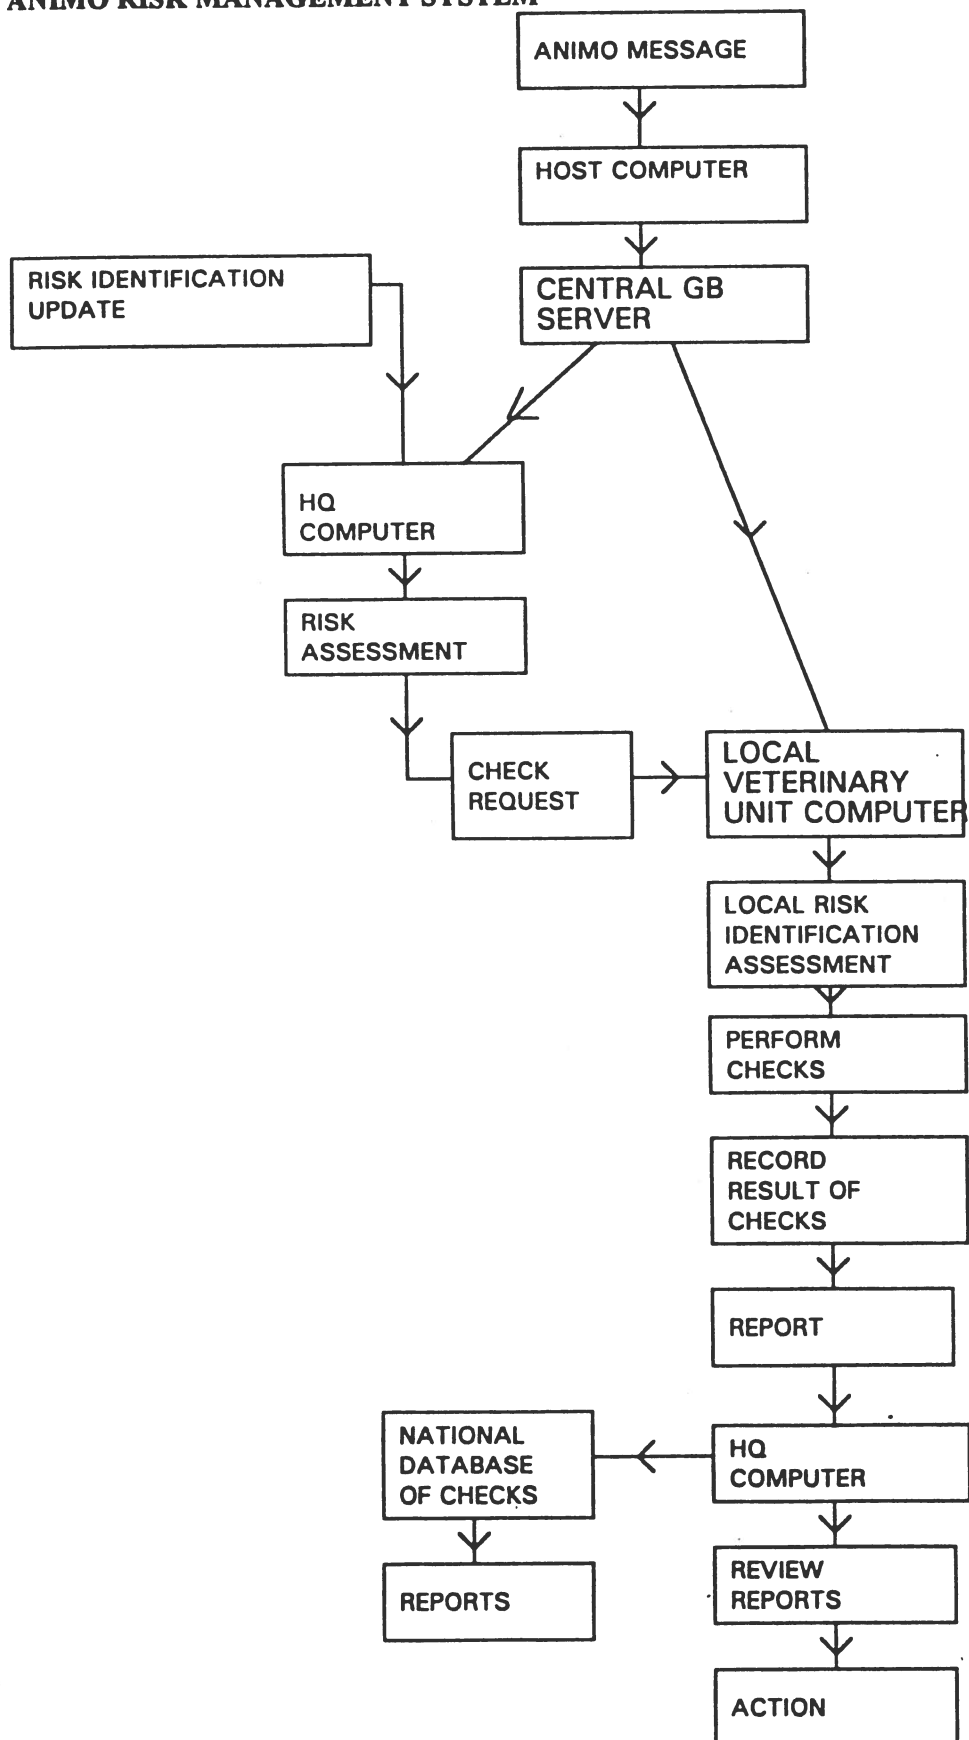 ANIMO RISK MANAGEMENT SYSTEM
ANIMO MESSAGE
HOST COMPUTER
RISK IDENTIFICATION
UPDATE
CENTRAL GB
SERVER
HQ
COMPUTER
RISK
ASSESSMENT
CHECK
REQUEST
LOCAL
VETERINARY
UNIT COMPUTER
LOCAL RISK
IDENTIFICATION
ASSESSMENT
PERFORM
CHECKS
RECORD
RESULT OF
CHECKS
REPORT
NATIONAL
DATABASE
OF CHECKS
HQ
COMPUTER
REPORTS
REVIEW
REPORTS
ACTION